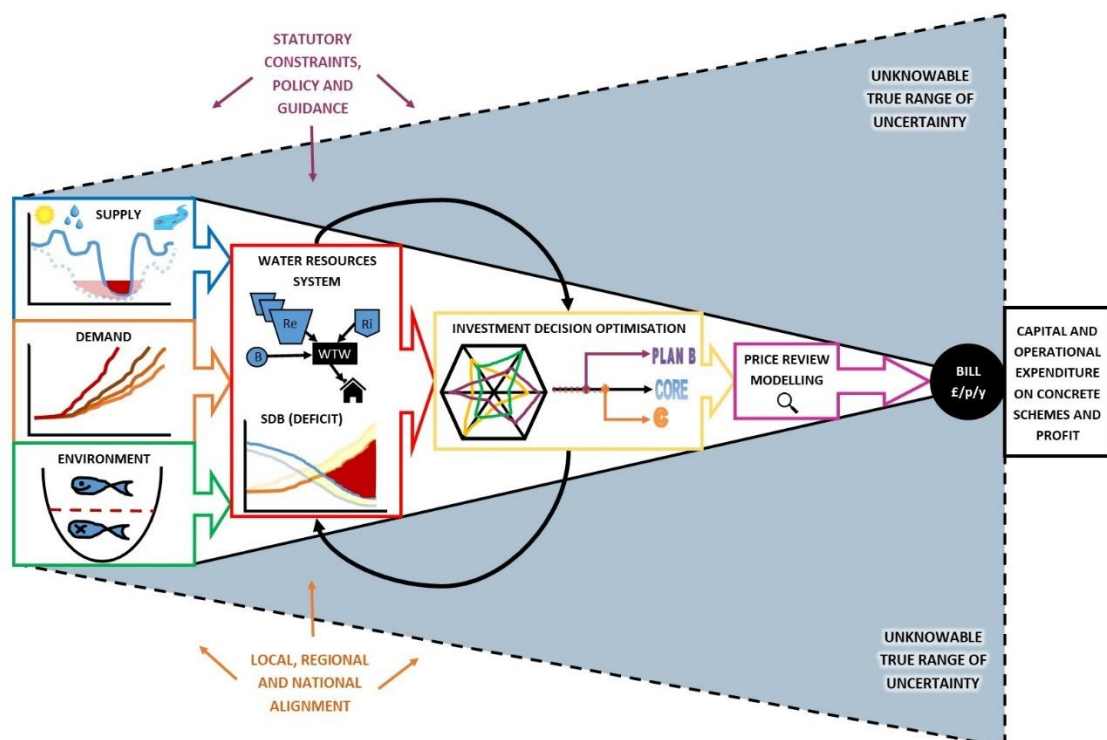 STATUTORY
CONSTRAINTS,
POLICY AND
GUIDANCE
UNKNOWABLE
TRUE RANGE OF
UNCERTAINTY
SUPPLY
DEMAND
ENVIRONMENT
WATER RESOURCES
SYSTEM
Re
Ri
B
WTW
SDB (DEFICIT)
INVESTMENT DECISION OPTIMISATION
PLAN B
CORE
C
PRICE REVIEW
MODELLING
BILL
£/p/y
CAPITAL AND
OPERATIONAL
EXPENDITURE
ON CONCRETE
SCHEMES AND
PROFIT
LOCAL, REGIONAL
AND NATIONAL
ALIGNMENT
UNKNOWABLE
TRUE RANGE OF
UNCERTAINTY